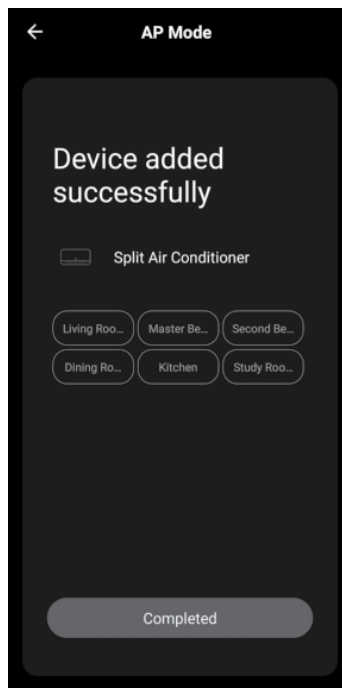 AP Mode
Device added
successfully
Split Air Conditioner
Living Roo... Master Be... Second Be...
Dining Ro... Kitchen Study Roo...
Completed